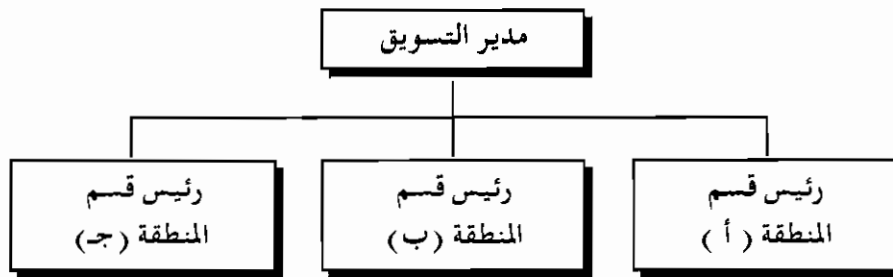 مدير التسويق
رئيس قسم
المنطقة ( أ )
رئيس قسم
المنطقة (ب)
رئيس قسم
المنطقة (جـ)